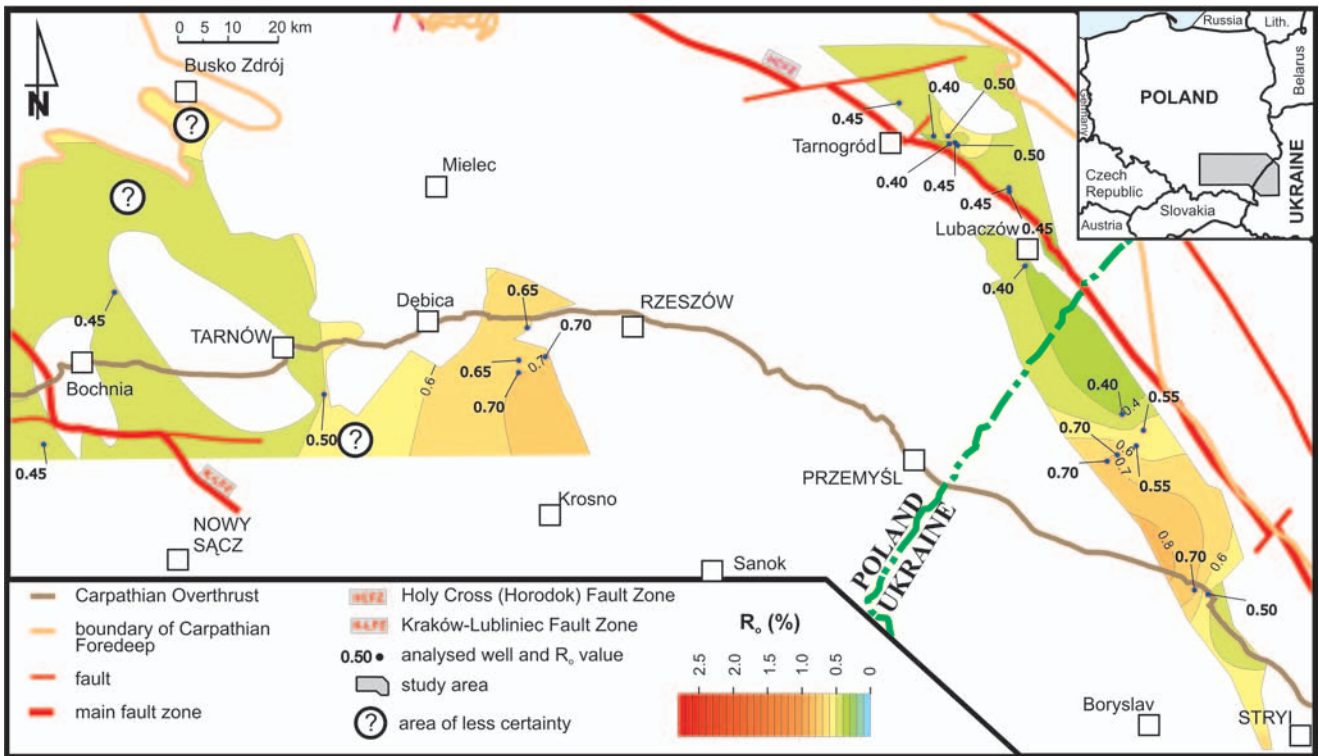 0 5 10 20 km
N
Busko Zdrój
?
?
Mielec
HCFZ
0.45
0.40
0.50
Tarnogród
0.40
0.45
0.50
0.45
0.45
Lubaczów
0.40
Russia
Lith.
Belarus
Germany
POLAND
UKRAINE
Czech
Republic
Slovakia
Austria
0.45
TARNÓW
Bochnia
Dębica
0.65
0.70
RZESZÓW
0.6
0.65
0.7
0.70
0.50
?
0.45
KLFZ
NOWY
SĄCZ
Krosno
Sanok
PRZEMYŚL
POLAND
UKRAINE
0.40
0.4
0.55
0.70
0.6
0.7
0.70
0.55
0.8
0.70
0.6
0.50
Boryslav
STRYI
Carpathian Overthrust
boundary of Carpathian
Foredeep
fault
main fault zone
HCFZ Holy Cross (Horodok) Fault Zone
KLFZ Kraków-Lubliniec Fault Zone
0.50 analysed well and Ro value
study area
? area of less certainty
Ro (%)
2.5 2.0 1.5 1.0 0.5 0